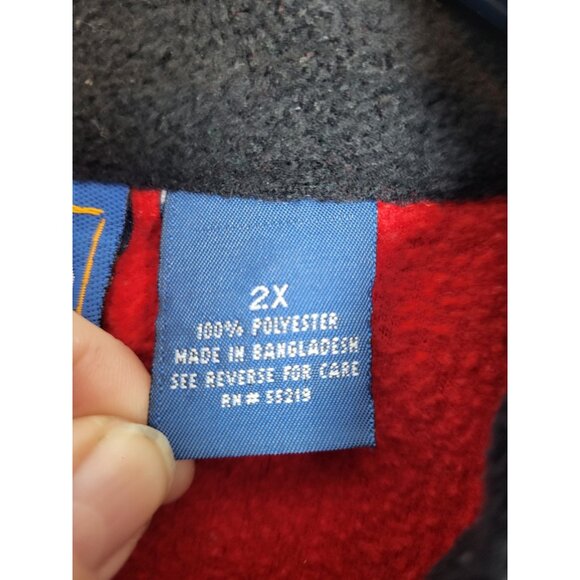 2X
100% POLYESTER
MADE IN BANGLADESH
SEE REVERSE FOR CARE
RN# 55219